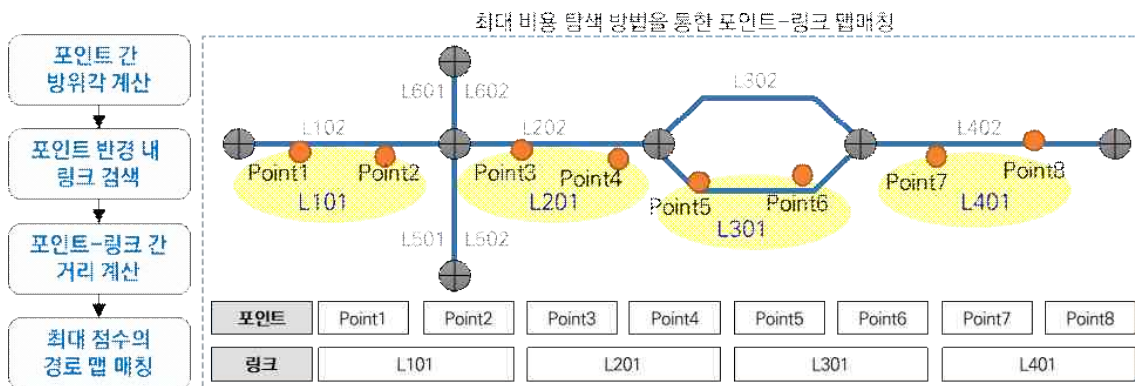 최대 비용 탐색 방법을 통한 포인트-링크 맵매칭
포인트 간
방위각 계산
포인트 반경 내
링크 검색
포인트-링크 간
거리 계산
최대 점수의
경로 맵 매칭
L601 L602
L302
L102
L202
L402
Point1
Point2
Point3
Point4
Point5
Point6
Point7
Point8
L101
L201
L301
L401
L501 L502
포인트 Point1 Point2 Point3 Point4 Point5 Point6 Point7 Point8
링크 L101 L201 L301 L401